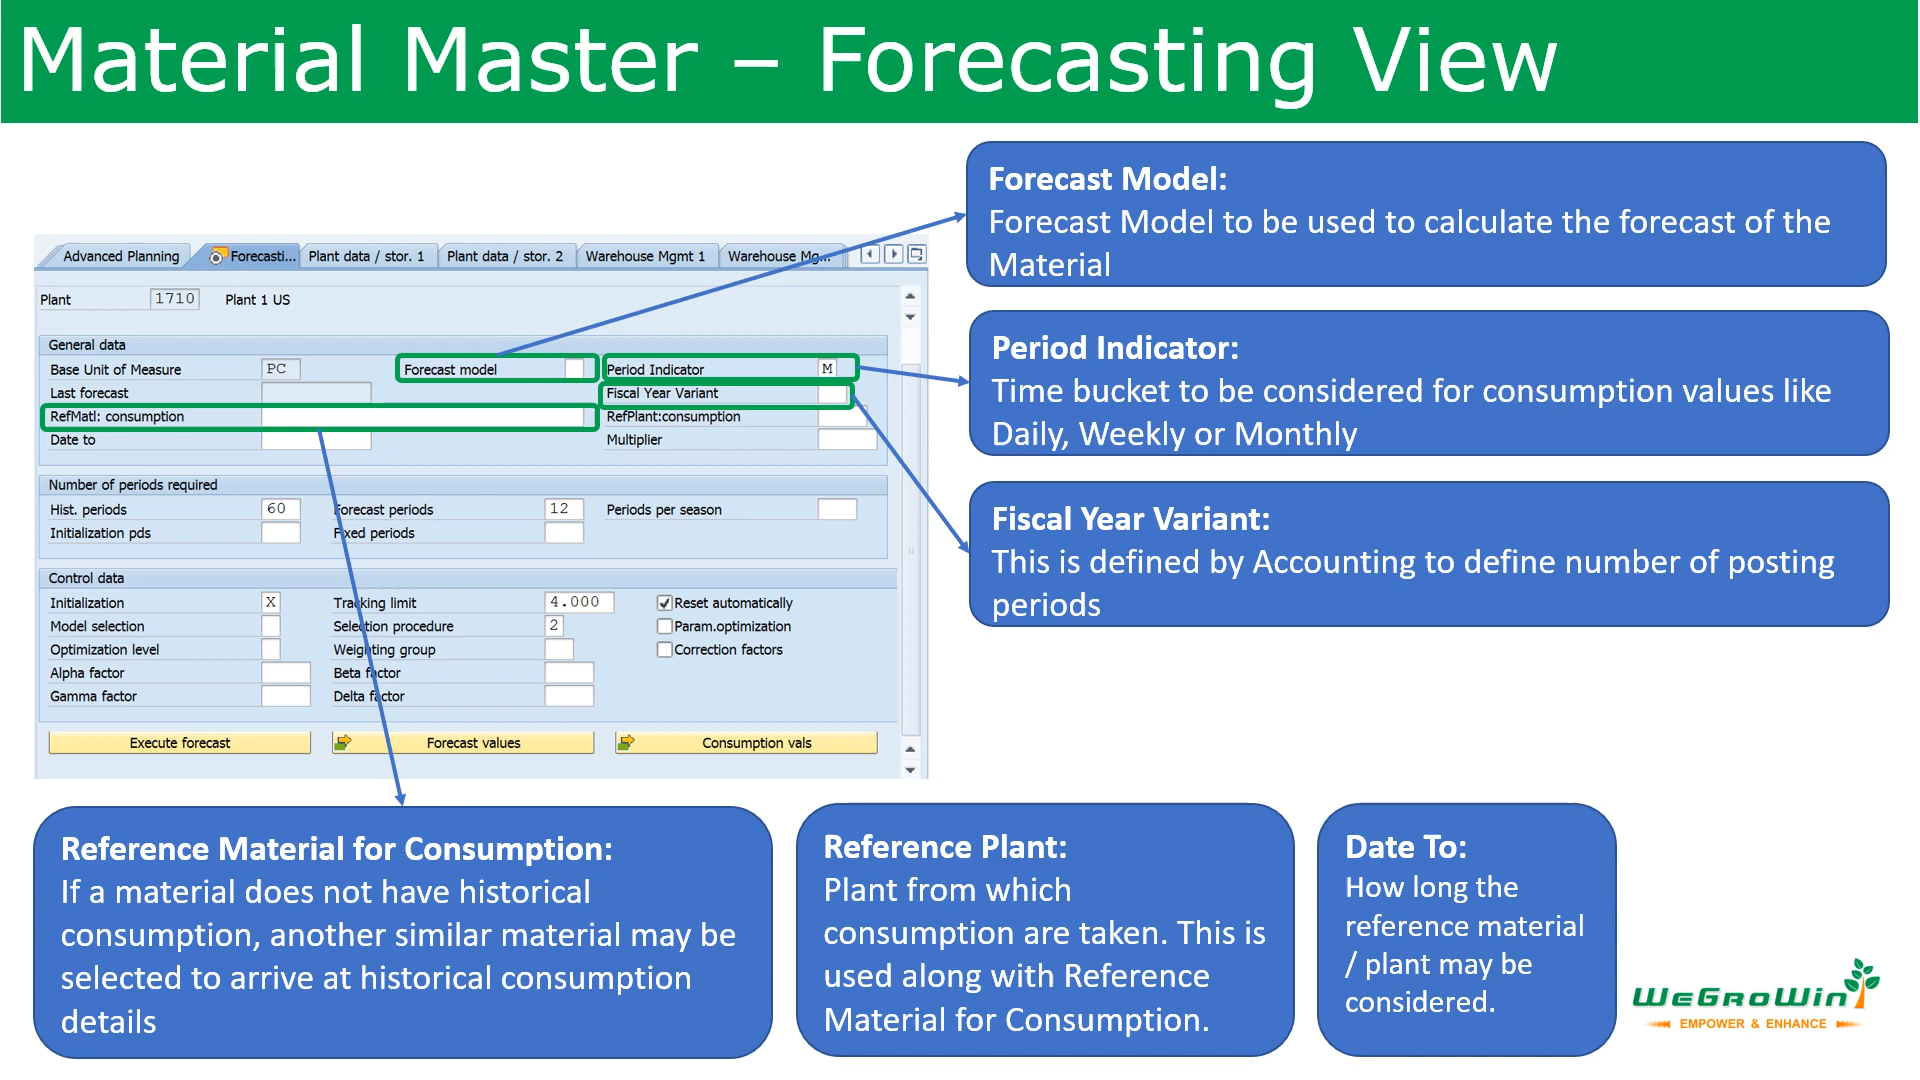 Material Master – Forecasting View
Forecast Model:
Forecast Model to be used to calculate the forecast of the
Material
Period Indicator:
Time bucket to be considered for consumption values like
Daily, Weekly or Monthly
Fiscal Year Variant:
This is defined by Accounting to define number of posting
periods
Advanced Planning Forecasti... Plant data / stor. 1 Plant data / stor. 2 Warehouse Mgmt 1 Warehouse Mg...
Plant 1710 Plant 1 US
General data
Base Unit of Measure PC Forecast model Period Indicator M
Last forecast Fiscal Year Variant
RefMatl: consumption RefPlant:consumption
Date to Multiplier
Number of periods required
Hist. periods 60 Forecast periods 12 Periods per season
Initialization pds Fixed periods
Control data
Initialization X Tracking limit 4.000 Reset automatically
Model selection Selection procedure 2 Param.optimization
Optimization level Weighting group Correction factors
Alpha factor Beta factor
Gamma factor Delta factor
Execute forecast Forecast values Consumption vals
Reference Material for Consumption:
If a material does not have historical
consumption, another similar material may be
selected to arrive at historical consumption
details
Reference Plant:
Plant from which
consumption are taken. This is
used along with Reference
Material for Consumption.
Date To:
How long the
reference material
/ plant may be
considered.
WeGroWin
EMPOWER & ENHANCE